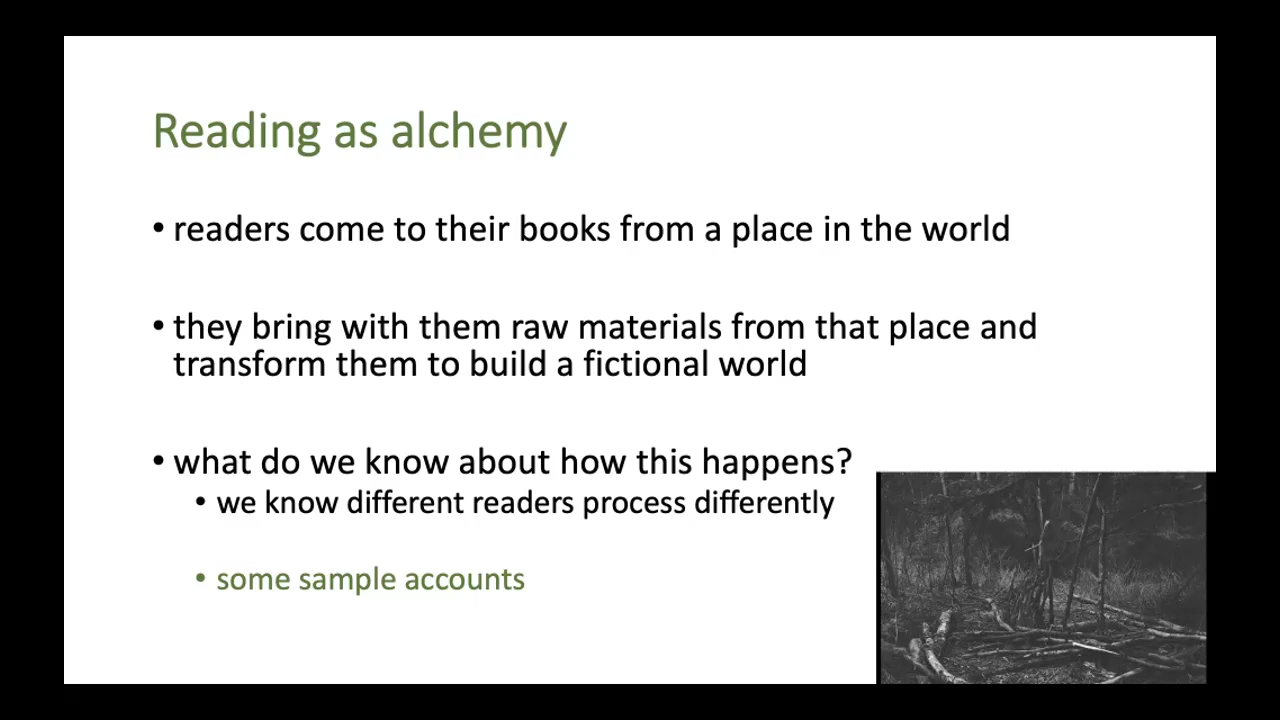 Reading as alchemy
• readers come to their books from a place in the world
• they bring with them raw materials from that place and
transform them to build a fictional world
• what do we know about how this happens?
• we know different readers process differently
• some sample accounts